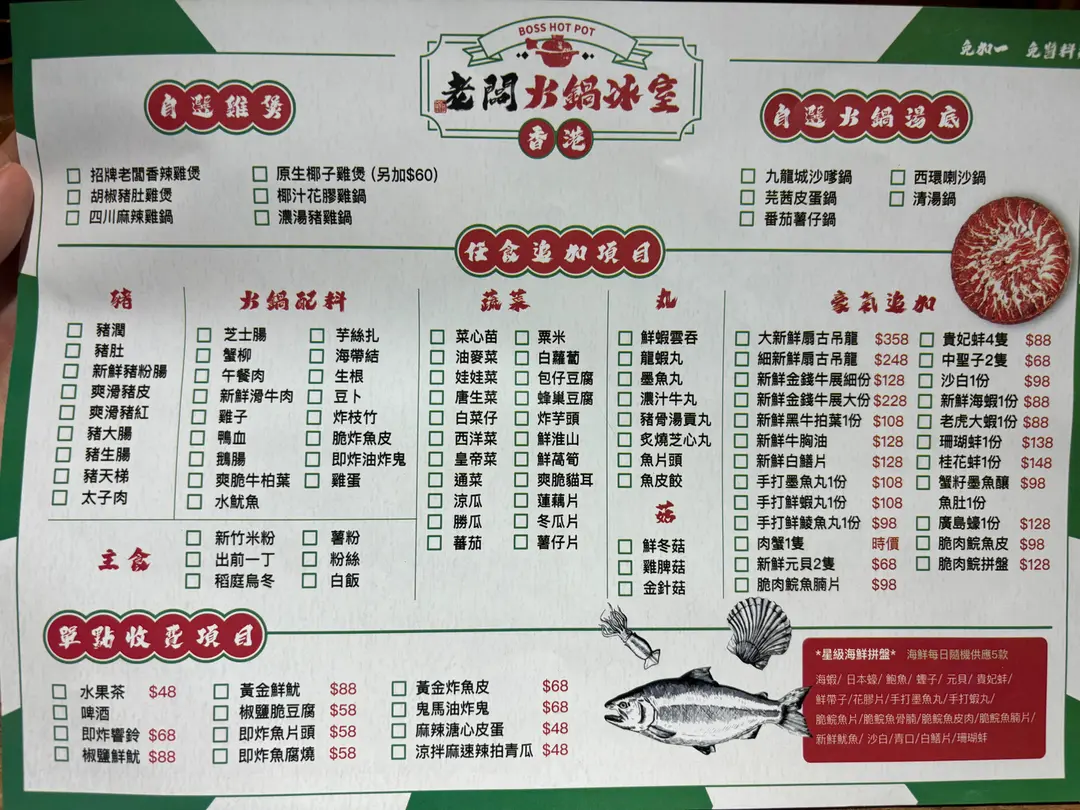 BOSS HOT POT
老闆火鍋冰室
香港
免加一 免醬料
自選雞煲
招牌老闆香辣雞煲
胡椒豬肚雞煲
四川麻辣雞鍋
原生椰子雞煲 (另加$60)
椰汁花膠雞鍋
濃湯豬雞鍋
自選火鍋湯底
九龍城沙嗲鍋
芫茜皮蛋鍋
番茄薯仔鍋
西環喇沙鍋
清湯鍋
任食追加項目
豬
豬潤
豬肚
新鮮豬粉腸
爽滑豬皮
爽滑豬紅
豬大腸
豬生腸
豬天梯
太子肉
火鍋配料
芝士腸
蟹柳
午餐肉
新鮮滑牛肉
雞子
鴨血
鵝腸
爽脆牛柏葉
水魷魚
芋絲扎
海帶結
生根
豆卜
炸枝竹
脆炸魚皮
即炸油炸鬼
雞蛋
主食
新竹米粉
出前一丁
稻庭烏冬
薯粉
粉絲
白飯
蔬菜
菜心苗
油麥菜
娃娃菜
唐生菜
白菜仔
西洋菜
皇帝菜
通菜
涼瓜
勝瓜
蕃茄
粟米
白蘿蔔
包仔豆腐
蜂巢豆腐
炸芋頭
鮮淮山
鮮萵筍
爽脆貓耳
蓮藕片
冬瓜片
薯仔片
丸
鮮蝦雲吞
龍蝦丸
墨魚丸
濃汁牛丸
豬骨湯貢丸
炙燒芝心丸
魚片頭
魚皮餃
菇
鮮冬菇
雞脾菇
金針菇
豪氣追加
大新鮮扇古吊龍 $358
細新鮮扇古吊龍 $248
新鮮金錢牛展細份 $128
新鮮金錢牛展大份 $228
新鮮黑牛拍葉1份 $108
新鮮牛胸油 $128
新鮮白鱔片 $128
手打墨魚丸1份 $108
手打鮮蝦丸1份 $108
手打鮮鯪魚丸1份 $98
肉蟹1隻 時價
新鮮元貝2隻 $68
脆肉鯇魚腩片 $98
貴妃蚌4隻 $88
中聖子2隻 $68
沙白1份 $98
新鮮海蝦1份 $88
老虎大蝦1份 $88
珊瑚蚌1份 $138
桂花蚌1份 $148
蟹籽墨魚釀 $98
魚肚1份
廣島蠔1份 $128
脆肉鯇魚皮 $98
脆肉鯇拼盤 $128
單點收費項目
水果茶 $48
啤酒
即炸響鈴 $68
椒鹽鮮魷 $88
黃金鮮魷 $88
椒鹽脆豆腐 $58
即炸魚片頭 $58
即炸魚腐燒 $58
黃金炸魚皮 $68
鬼馬油炸鬼 $68
麻辣溏心皮蛋 $48
涼拌麻速辣拍青瓜 $48
*星級海鮮拼盤* 海鮮每日隨機供應5款
海蝦/ 日本蠔/ 鮑魚/ 蟶子/ 元貝/ 貴妃蚌/
鮮帶子/花膠片/手打墨魚丸/手打蝦丸/
脆鯇魚片/脆鯇魚骨腩/脆鯇魚皮肉/脆鯇魚腩片/
新鮮魷魚/ 沙白/青口/白鱔片/珊瑚蚌